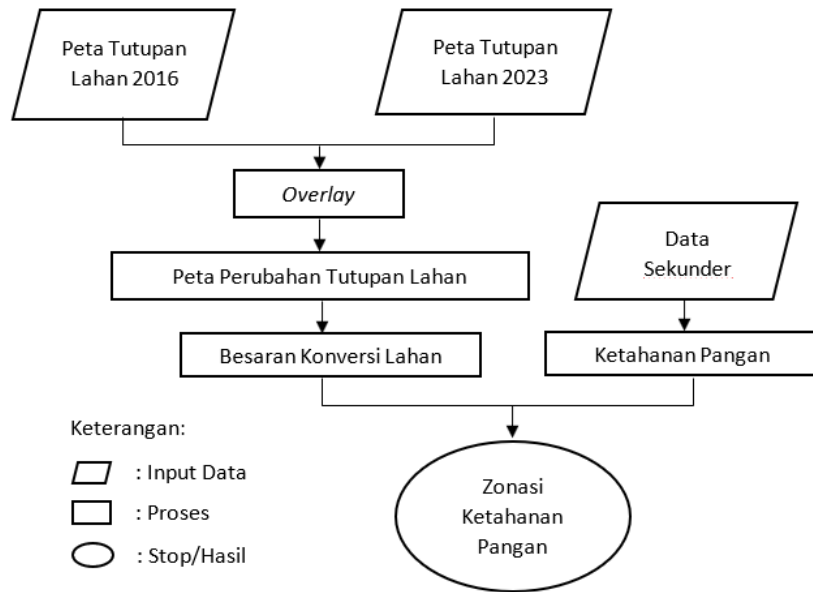 Peta Tutupan
Lahan 2016
Peta Tutupan
Lahan 2023
Overlay
Peta Perubahan Tutupan Lahan
Data
Sekunder
Besaran Konversi Lahan
Ketahanan Pangan
Keterangan:
: Input Data
: Proses
: Stop/Hasil
Zonasi
Ketahanan
Pangan